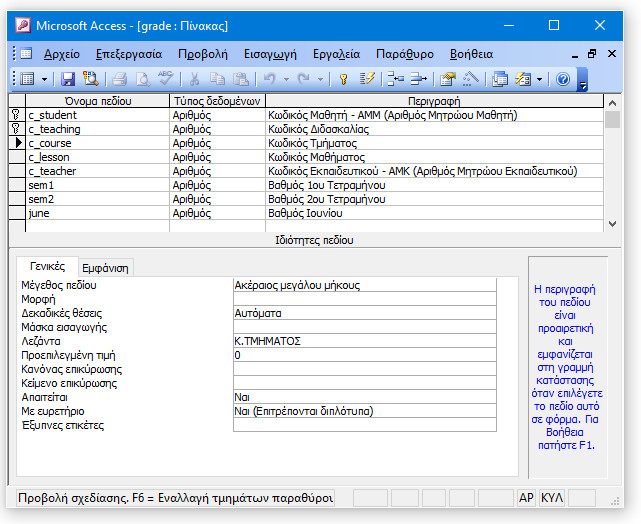 Microsoft Access - [grade : Πίνακας]
Αρχείο Επεξεργασία Προβολή Εισαγωγή Εργαλεία Παράθυρο Βοήθεια
Όνομα πεδίου Τύπος δεδομένων Περιγραφή
c_student Αριθμός Κωδικός Μαθητή - ΑΜΜ (Αριθμός Μητρώου Μαθητή)
c_teaching Αριθμός Κωδικός Διδασκαλίας
c_course Αριθμός Κωδικός Τμήματος
c_lesson Αριθμός Κωδικός Μαθήματος
c_teacher Αριθμός Κωδικός Εκπαιδευτικού - ΑΜΚ (Αριθμός Μητρώου Εκπαιδευτικού)
sem1 Αριθμός Βαθμός 1ου Τετραμήνου
sem2 Αριθμός Βαθμός 2ου Τετραμήνου
june Αριθμός Βαθμός Ιουνίου
Ιδιότητες πεδίου
Γενικές Εμφάνιση
Μέγεθος πεδίου Ακέραιος μεγάλου μήκους
Μορφή
Δεκαδικές θέσεις Αυτόματα
Μάσκα εισαγωγής
Λεζάντα Κ.ΤΜΗΜΑΤΟΣ
Προεπιλεγμένη τιμή 0
Κανόνας επικύρωσης
Κείμενο επικύρωσης
Απαιτείται Ναι
Με ευρετήριο Ναι (Επιτρέπονται διπλότυπα)
Έξυπνες ετικέτες
Η περιγραφή
του πεδίου
είναι
προαιρετική
και
εμφανίζεται
στη γραμμή
κατάστασης
όταν επιλέγετε
το πεδίο αυτό
σε φόρμα. Για
Βοήθεια
πατήστε F1.
Προβολή σχεδίασης. F6 = Εναλλαγή τμημάτων παραθύρου ΑΡ ΚΥΛ